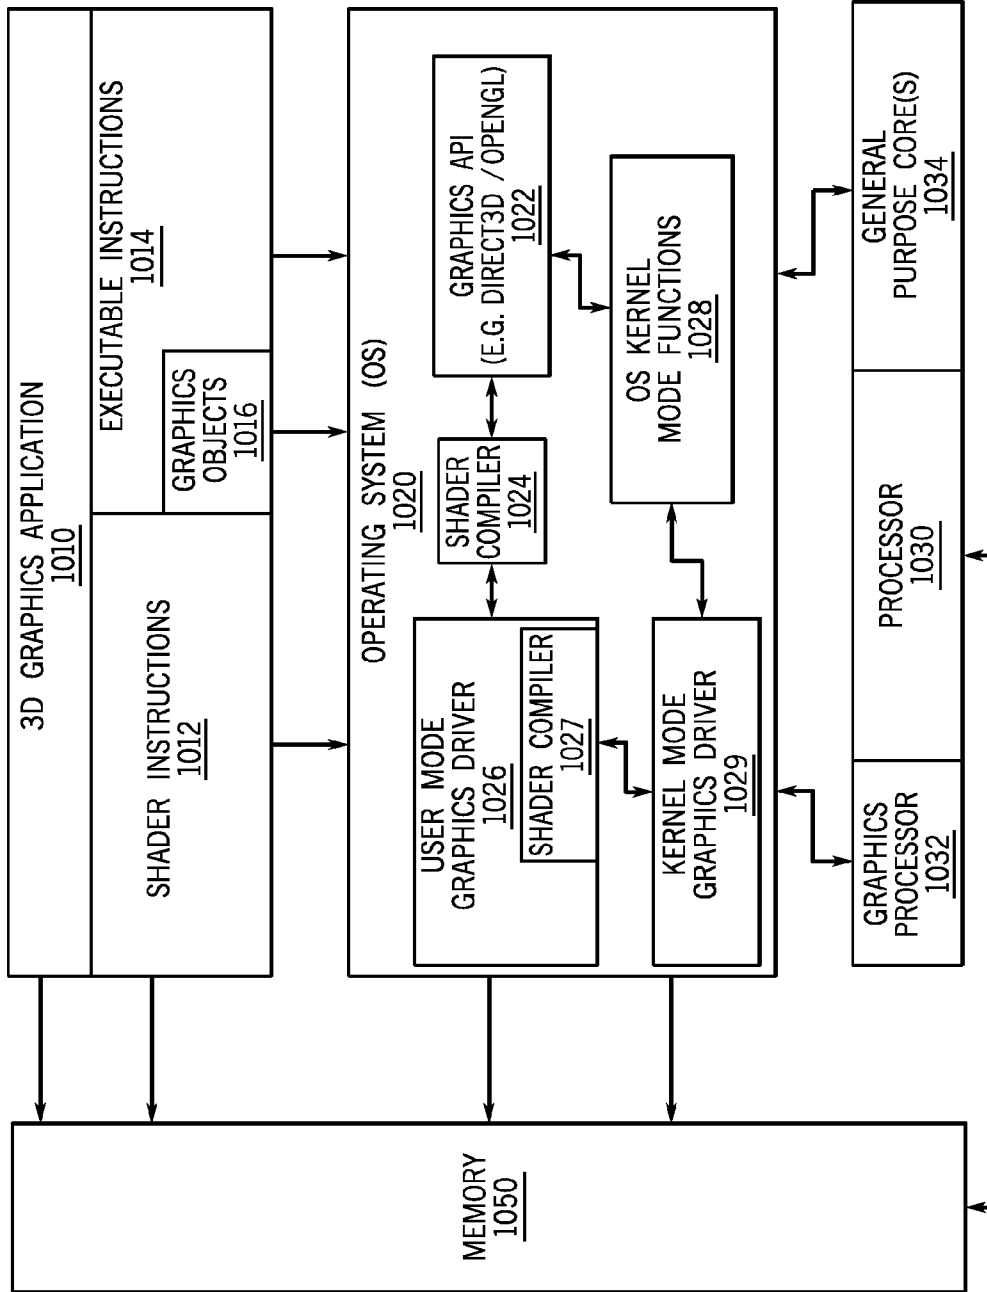 3D GRAPHICS APPLICATION
1010
SHADER INSTRUCTIONS
1012
EXECUTABLE INSTRUCTIONS
1014
GRAPHICS
OBJECTS
1016
OPERATING SYSTEM (OS)
1020
USER MODE
GRAPHICS DRIVER
1026
SHADER COMPILER
1027
SHADER
COMPILER
1024
GRAPHICS API
(E.G. DIRECT3D /OPENGL)
1022
KERNEL MODE
GRAPHICS DRIVER
1029
OS KERNEL
MODE FUNCTIONS
1028
GRAPHICS
PROCESSOR
1032
PROCESSOR
1030
GENERAL
PURPOSE CORE(S)
1034
MEMORY
1050